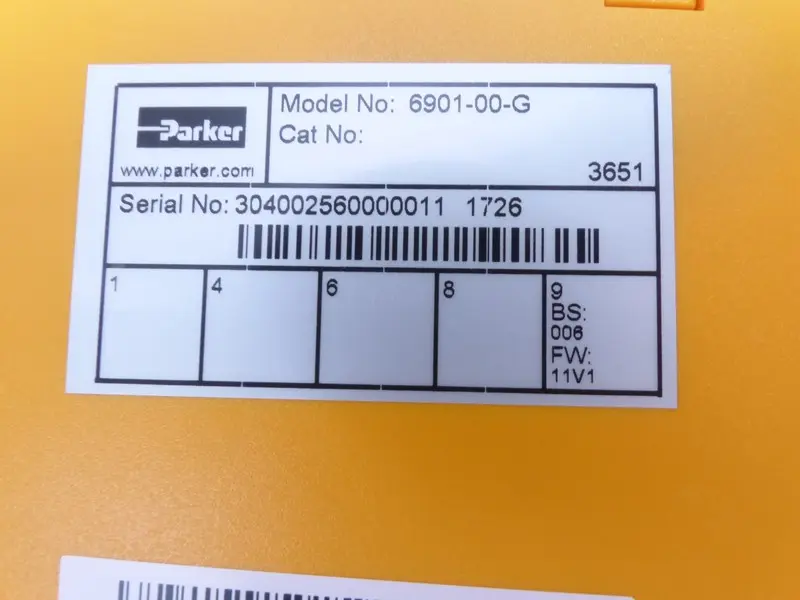 Parker
www.parker.com
Model No: 6901-00-G
Cat No:
3651
Serial No: 304002560000011 1726
1
4
6
8
9
BS:
006
FW:
11V1